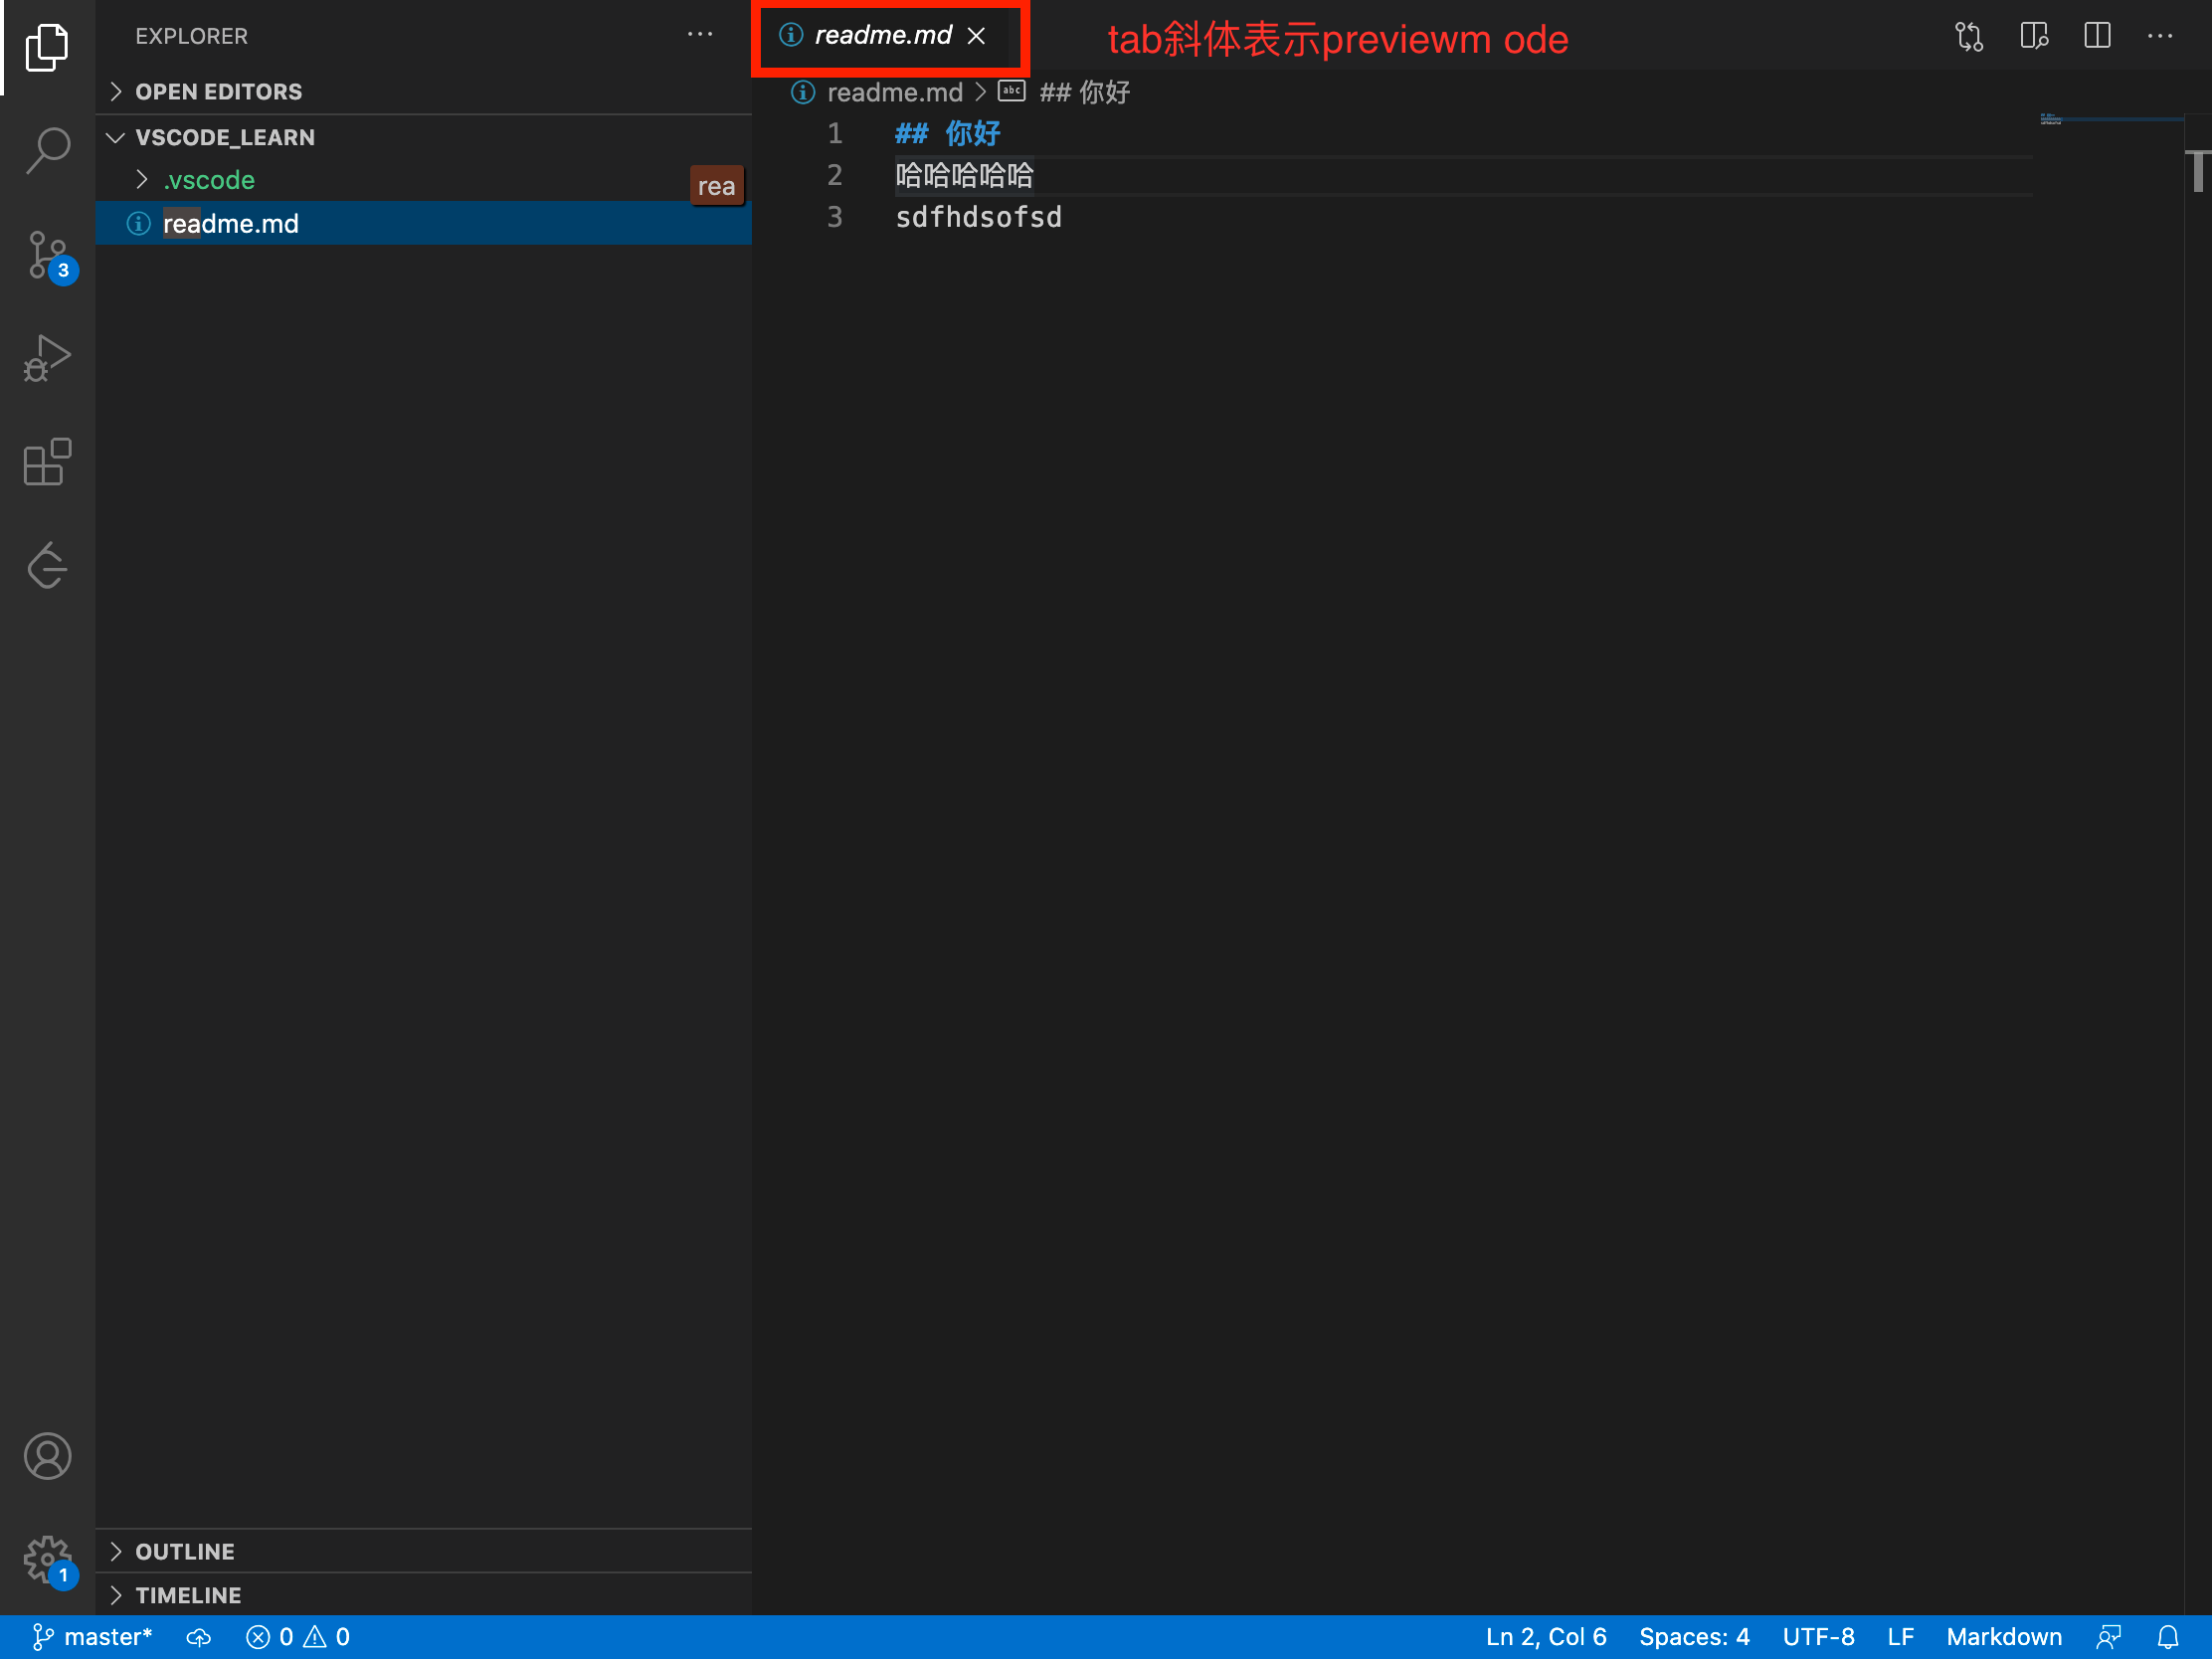 EXPLORER
OPEN EDITORS
VSCODE_LEARN
.vscode
rea
readme.md
3
readme.md
tab斜体表示previewm ode
readme.md > abc ## 你好
1 ## 你好
2 哈哈哈哈哈
3 sdfhdsofsd
OUTLINE
TIMELINE
1
master* 0 0 Ln 2, Col 6 Spaces: 4 UTF-8 LF Markdown